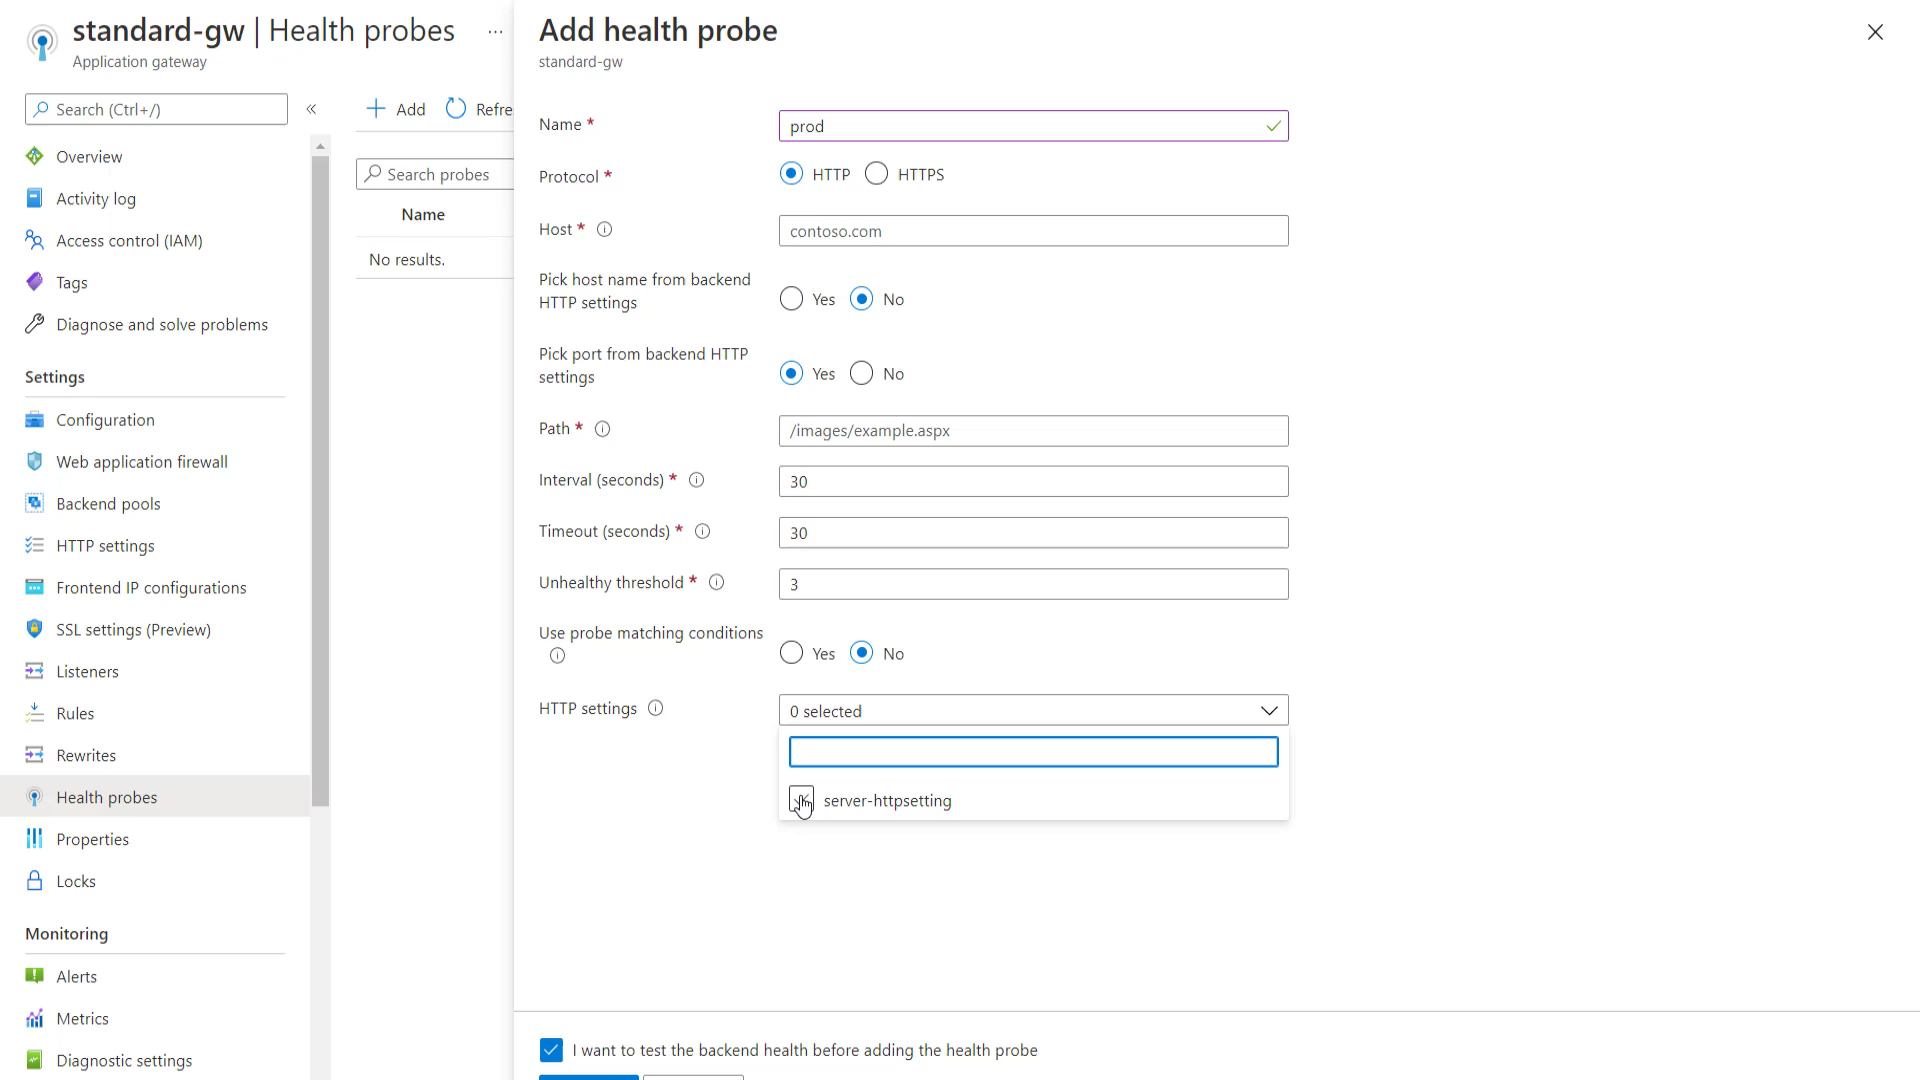 standard-gw | Health probes
...
Application gateway
Search (Ctrl+/)
«
Overview
Activity log
Access control (IAM)
Tags
Diagnose and solve problems
Settings
Configuration
Web application firewall
Backend pools
HTTP settings
Frontend IP configurations
SSL settings (Preview)
Listeners
Rules
Rewrites
Health probes
Properties
Locks
Monitoring
Alerts
Metrics
Diagnostic settings
Add
Refre
Search probes
Name
No results.
Add health probe
standard-gw
Name *
prod
Protocol *
HTTP HTTPS
Host *
contoso.com
Pick host name from backend
HTTP settings
Yes No
Pick port from backend HTTP
settings
Yes No
Path *
/images/example.aspx
Interval (seconds) *
30
Timeout (seconds) *
30
Unhealthy threshold *
3
Use probe matching conditions
Yes No
HTTP settings
0 selected
server-httpsetting
I want to test the backend health before adding the health probe